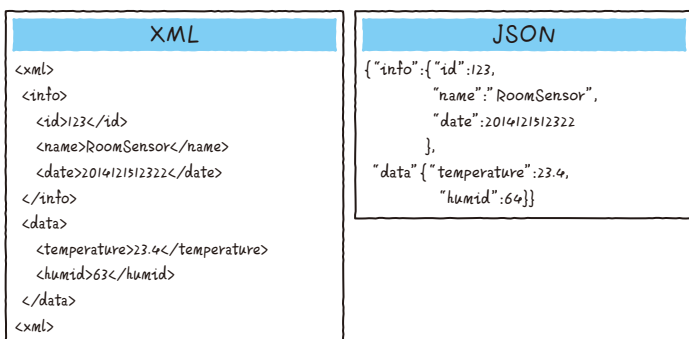 XML
<xml>
<info>
<id>123</id>
<name>RoomSensor</name>
<date>2014121512322</date>
</info>
<data>
<temperature>23.4</temperature>
<humid>63</humid>
</data>
<xml>
JSON
{“info”:{“id”:123,
“name”:”RoomSensor”,
“date”:2014121512322
},
“data”{“temperature”:23.4,
“humid”:64}}